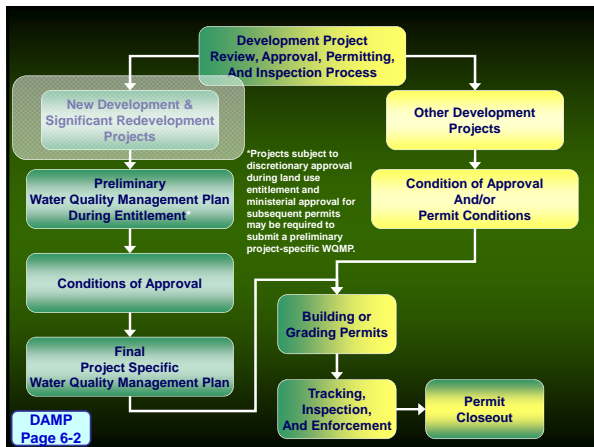 Development Project
Review, Approval, Permitting,
And Inspection Process
New Development &
Significant Redevelopment
Projects
Other Development
Projects
*Projects subject to
discretionary approval
during land use
entitlement and
ministerial approval for
subsequent permits
may be required to
submit a preliminary
project-specific WQMP.
Preliminary
Water Quality Management Plan
During Entitlement*
Condition of Approval
And/or
Permit Conditions
Conditions of Approval
Building or
Grading Permits
Final
Project Specific
Water Quality Management Plan
Tracking,
Inspection,
And Enforcement
Permit
Closeout
DAMP
Page 6-2